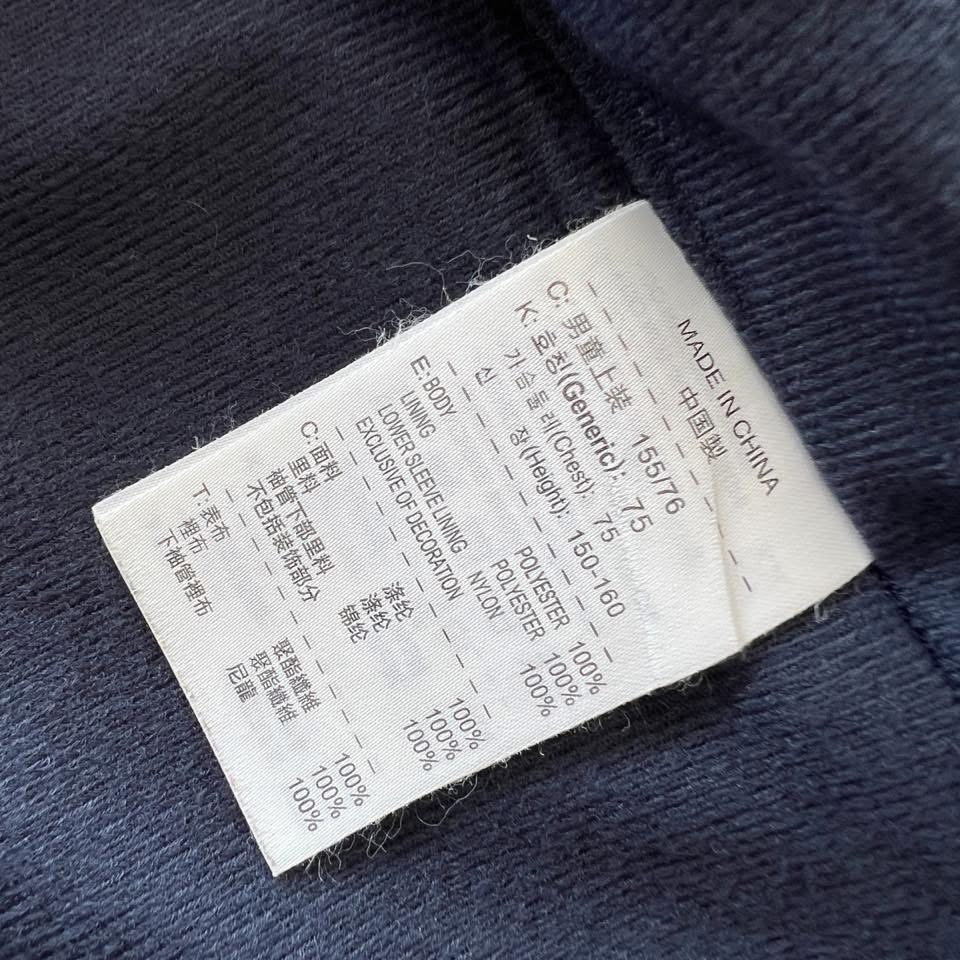 MADE IN CHINA
中国製
C: 男童上装 155/76
K: 호칭(Generic): 75
가슴둘레(Chest): 75
신 장(Height): 150-160
E: BODY POLYESTER 100%
LINING POLYESTER 100%
LOWER SLEEVE LINING NYLON 100%
EXCLUSIVE OF DECORATION
C: 面料 涤纶 100%
里料 涤纶 100%
袖管下部里料 锦纶 100%
不包括装饰部分
T: 表布 聚酯纖維 100%
裡布 聚酯纖維 100%
下袖管裡布 尼龍 100%